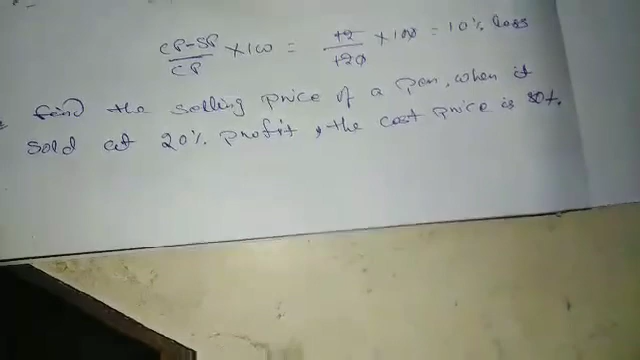 CP-SP/CP ×100 = 12/120 ×100 = 10% loss
find the selling price of a pen, when it
sold at 20% profit, the cost price is